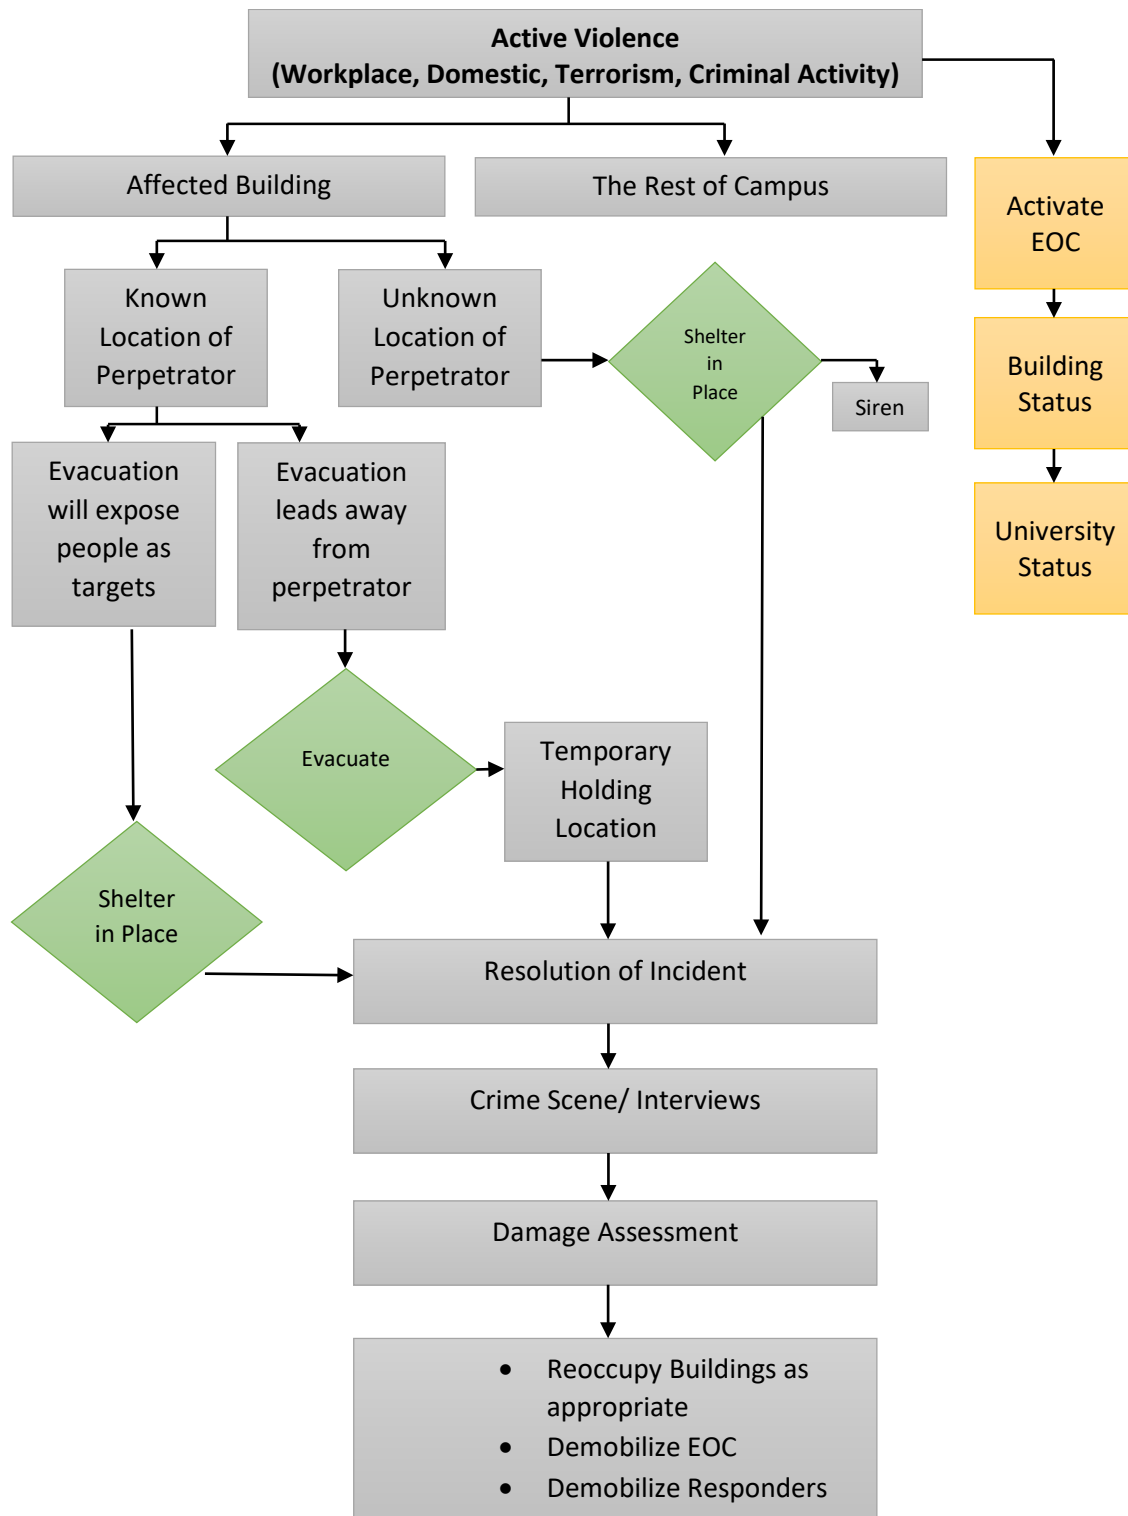 Active Violence
(Workplace, Domestic, Terrorism, Criminal Activity)
Affected Building
The Rest of Campus
Activate
EOC
Known
Location of
Perpetrator
Unknown
Location of
Perpetrator
Shelter
in
Place
Siren
Building
Status
Evacuation
will expose
people as
targets
Evacuation
leads away
from
perpetrator
University
Status
Evacuate
Temporary
Holding
Location
Shelter
in Place
Resolution of Incident
Crime Scene/ Interviews
Damage Assessment
• Reoccupy Buildings as
appropriate
• Demobilize EOC
• Demobilize Responders